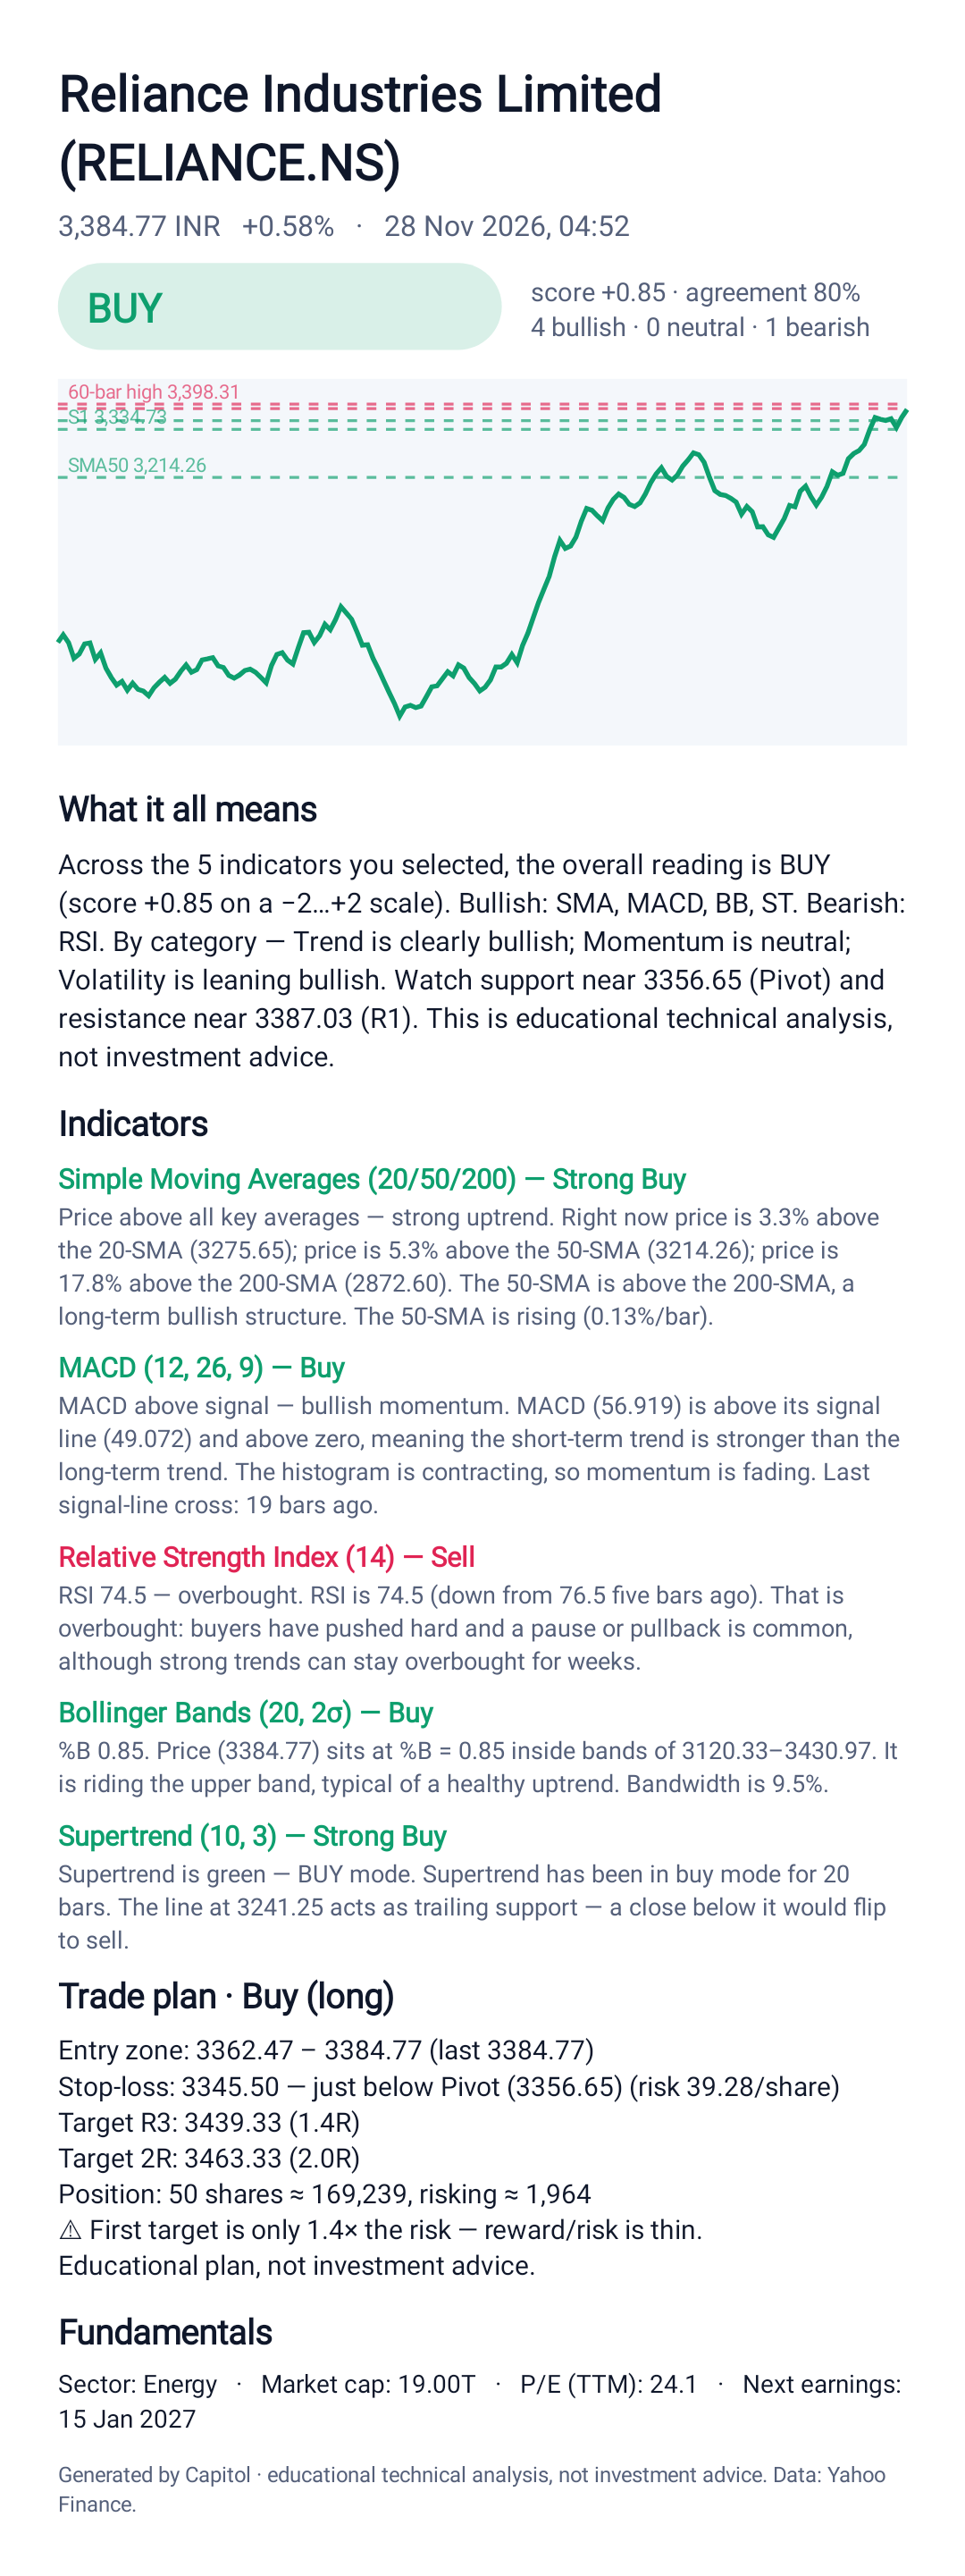 Reliance Industries Limited
(RELIANCE.NS)
3,384.77 INR +0.58% · 28 Nov 2026, 04:52
BUY
score +0.85 · agreement 80%
4 bullish · 0 neutral · 1 bearish
60-bar high 3,398.31
S1 3,334.73
SMA50 3,214.26
What it all means
Across the 5 indicators you selected, the overall reading is BUY
(score +0.85 on a −2…+2 scale). Bullish: SMA, MACD, BB, ST. Bearish:
RSI. By category — Trend is clearly bullish; Momentum is neutral;
Volatility is leaning bullish. Watch support near 3356.65 (Pivot) and
resistance near 3387.03 (R1). This is educational technical analysis,
not investment advice.
Indicators
Simple Moving Averages (20/50/200) — Strong Buy
Price above all key averages — strong uptrend. Right now price is 3.3% above
the 20-SMA (3275.65); price is 5.3% above the 50-SMA (3214.26); price is
17.8% above the 200-SMA (2872.60). The 50-SMA is above the 200-SMA, a
long-term bullish structure. The 50-SMA is rising (0.13%/bar).
MACD (12, 26, 9) — Buy
MACD above signal — bullish momentum. MACD (56.919) is above its signal
line (49.072) and above zero, meaning the short-term trend is stronger than the
long-term trend. The histogram is contracting, so momentum is fading. Last
signal-line cross: 19 bars ago.
Relative Strength Index (14) — Sell
RSI 74.5 — overbought. RSI is 74.5 (down from 76.5 five bars ago). That is
overbought: buyers have pushed hard and a pause or pullback is common,
although strong trends can stay overbought for weeks.
Bollinger Bands (20, 2σ) — Buy
%B 0.85. Price (3384.77) sits at %B = 0.85 inside bands of 3120.33–3430.97. It
is riding the upper band, typical of a healthy uptrend. Bandwidth is 9.5%.
Supertrend (10, 3) — Strong Buy
Supertrend is green — BUY mode. Supertrend has been in buy mode for 20
bars. The line at 3241.25 acts as trailing support — a close below it would flip
to sell.
Trade plan · Buy (long)
Entry zone: 3362.47 – 3384.77 (last 3384.77)
Stop-loss: 3345.50 — just below Pivot (3356.65) (risk 39.28/share)
Target R3: 3439.33 (1.4R)
Target 2R: 3463.33 (2.0R)
Position: 50 shares ≈ 169,239, risking ≈ 1,964
⚠ First target is only 1.4× the risk — reward/risk is thin.
Educational plan, not investment advice.
Fundamentals
Sector: Energy · Market cap: 19.00T · P/E (TTM): 24.1 · Next earnings:
15 Jan 2027
Generated by Capitol · educational technical analysis, not investment advice. Data: Yahoo
Finance.